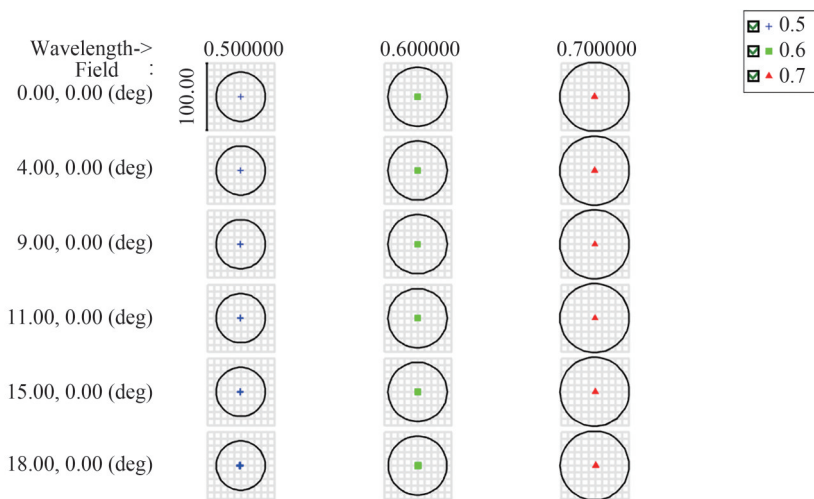 Wavelength-> 0.500000 0.600000 0.700000
Field :
0.00, 0.00 (deg)
100.00
4.00, 0.00 (deg)
9.00, 0.00 (deg)
11.00, 0.00 (deg)
15.00, 0.00 (deg)
18.00, 0.00 (deg)
0.5
0.6
0.7